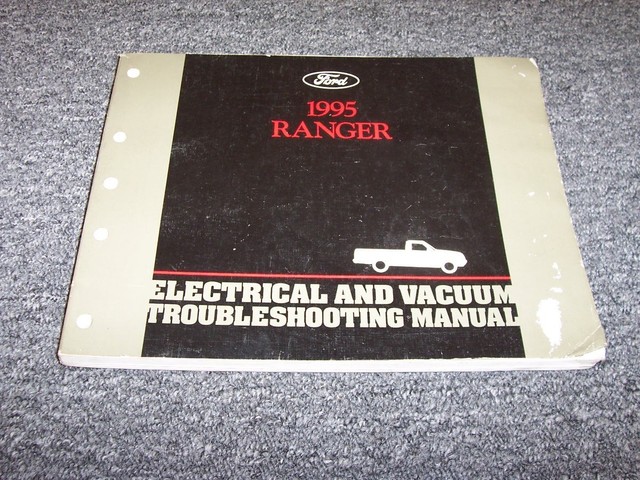 Ford
1995
RANGER
ELECTRICAL AND VACUUM
TROUBLESHOOTING MANUAL